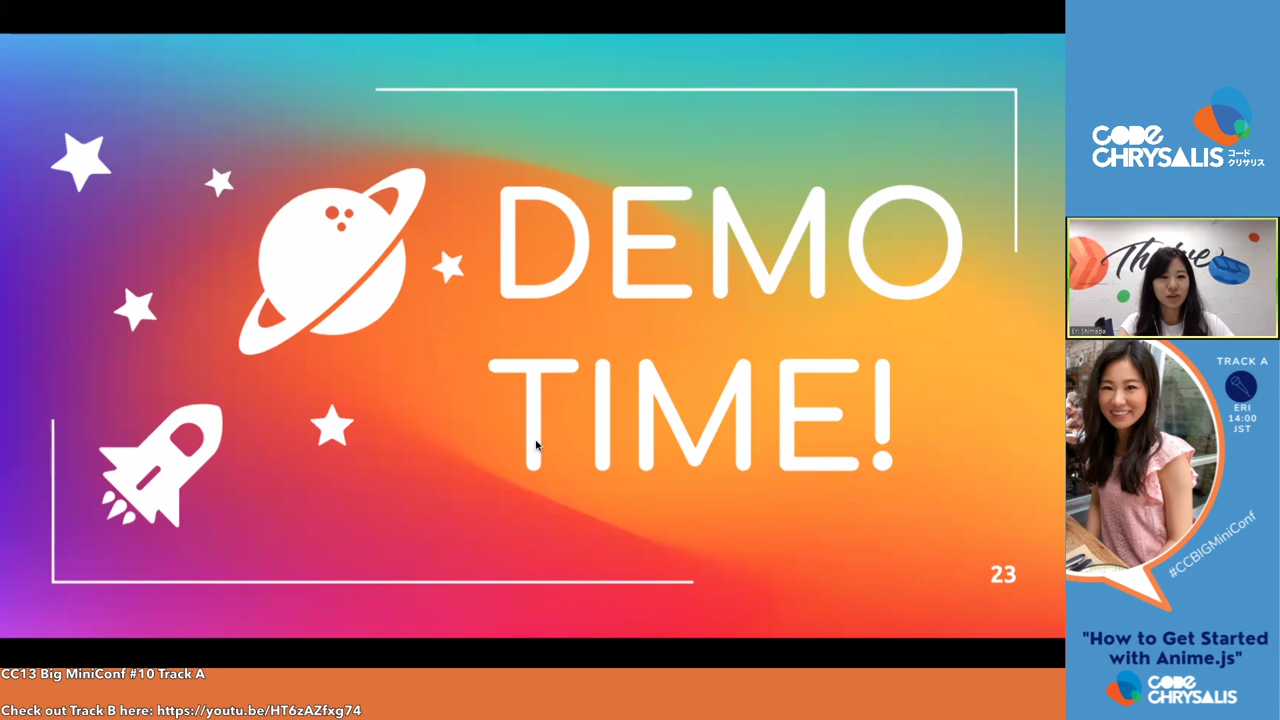 DEMO
TIME!
23
CODE
CHRYSALIS
コード
クリサリス
Thrive
Eri Shimada
TRACK A
ERI
14:00
JST
#CCBIGMiniConf
"How to Get Started
with Anime.js"
CODE
CHRYSALIS
CC13 Big MiniConf #10 Track A
Check out Track B here: https://youtu.be/HT6zAZfxg74